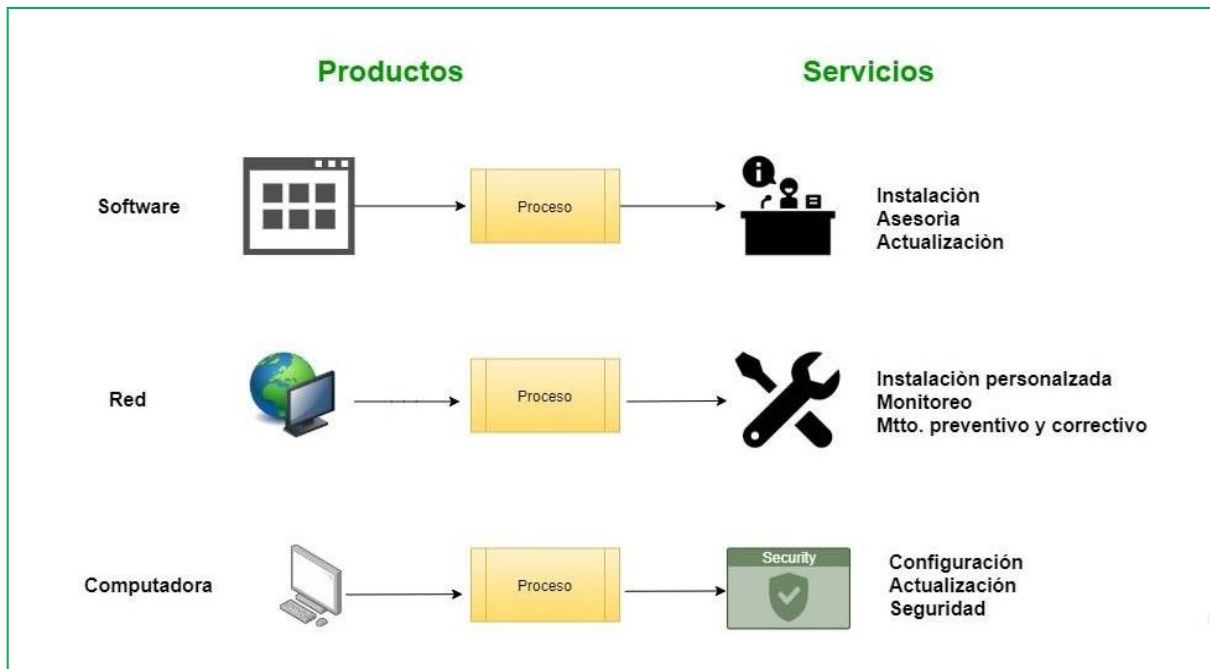 Productos
Servicios
Software
Proceso
Instalaciòn
Asesorìa
Actualizaciòn
Red
Proceso
Instalaciòn personalzada
Monitoreo
Mtto. preventivo y correctivo
Computadora
Proceso
Security
Configuración
Actualización
Seguridad